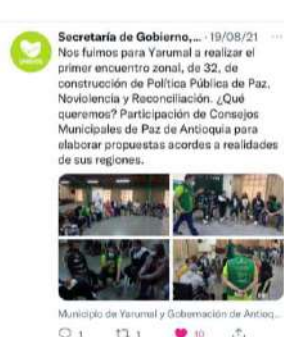 Secretaría de Gobierno,... · 19/08/21
Nos fuimos para Yarumal a realizar el
primer encuentro zonal, de 32, de
construcción de Política Pública de Paz,
Noviolencia y Reconciliación. ¿Qué
queremos? Participación de Consejos
Municipales de Paz de Antioquia para
elaborar propuestas acordes a realidades
de sus regiones.
Municipio de Yarumal y Gobernación de Antioq...
1 1 10